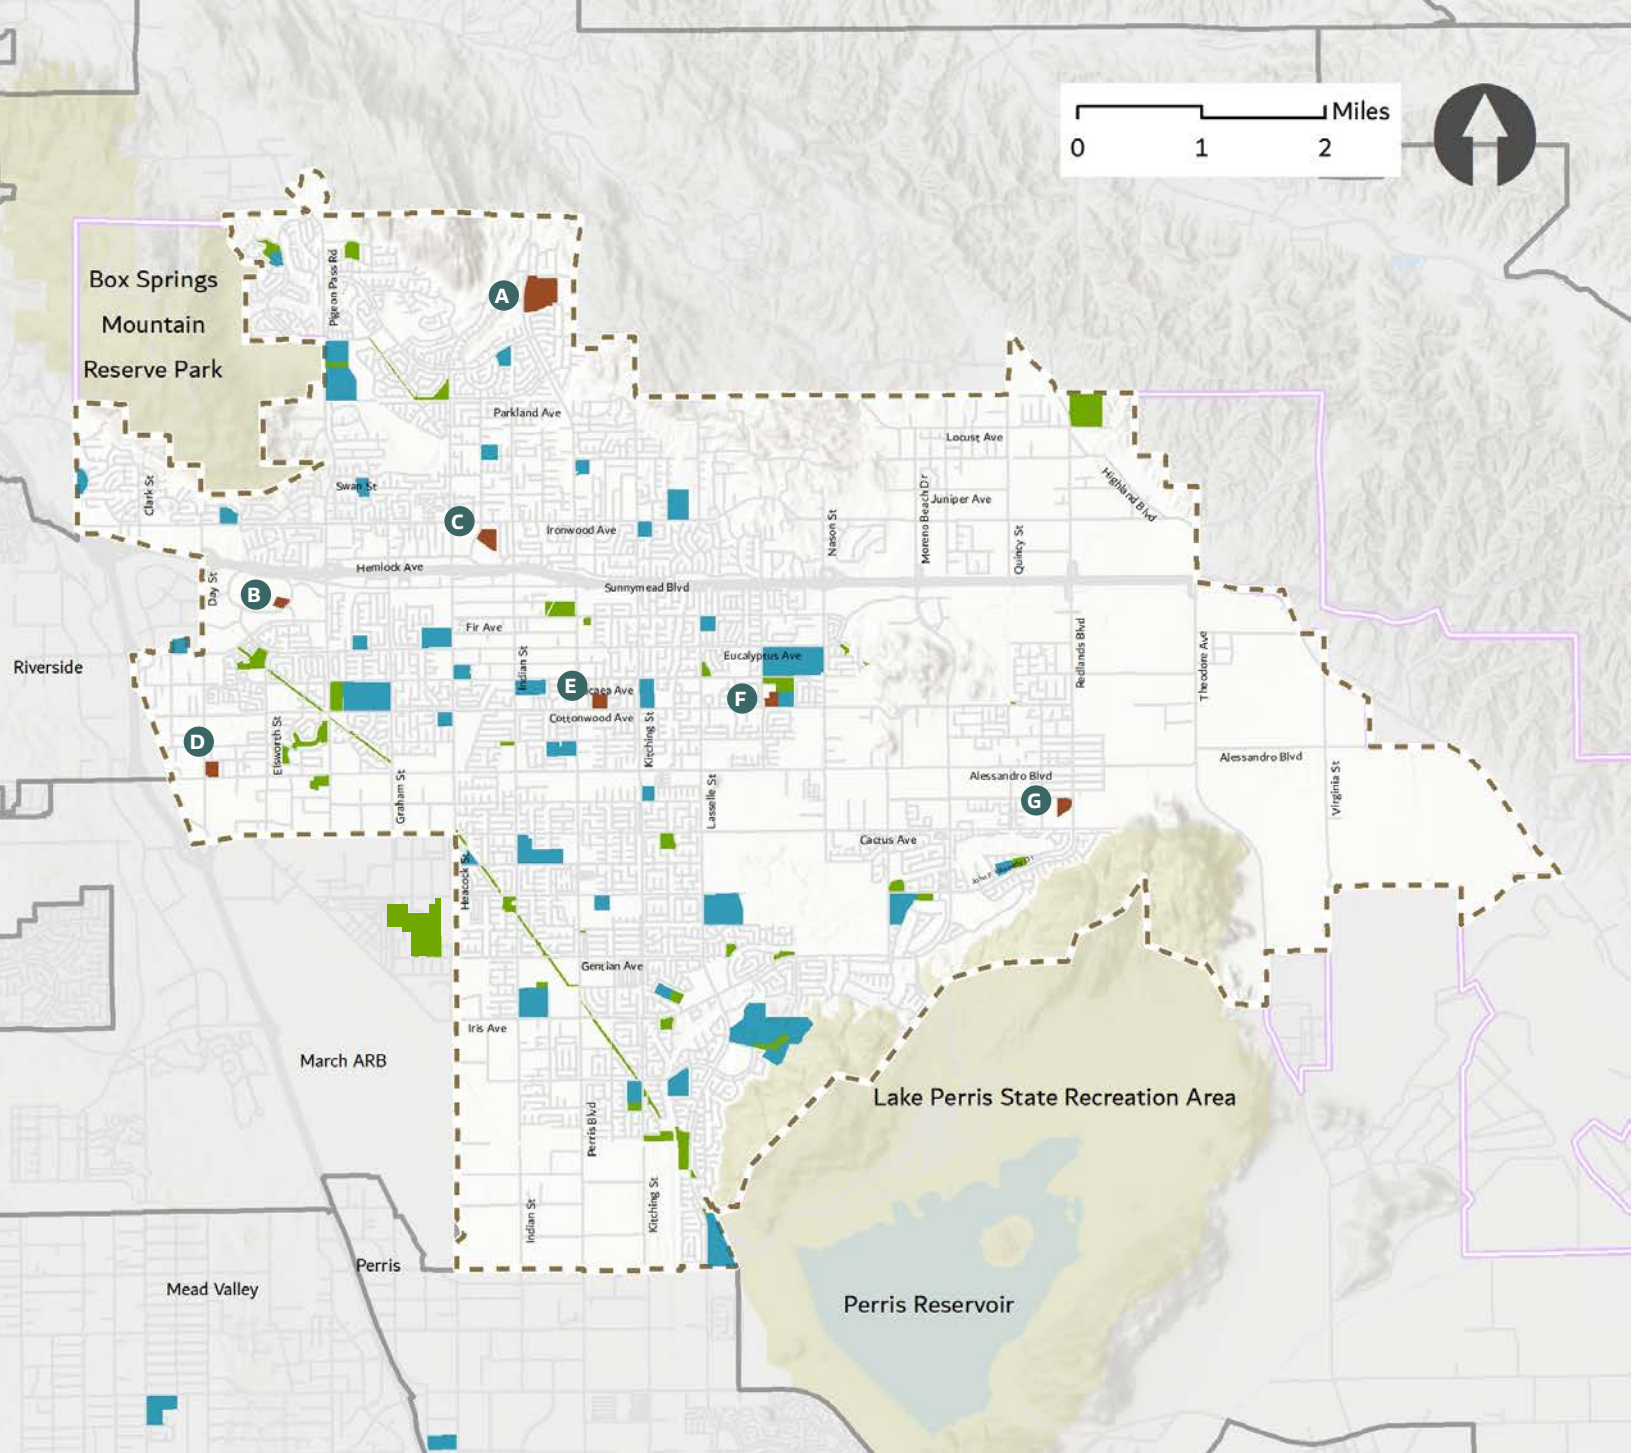 Miles
0 1 2
Box Springs
Mountain
Reserve Park
Pigeon Pass Rd
A
Parkland Ave
Locust Ave
Highland Blvd
Clark St
Swan St
Juniper Ave
Moreno Beach Dr
Nason St
Quincy St
C
Ironwood Ave
Hemlock Ave
Sunnymead Blvd
Day St
B
Fir Ave
Riverside
Indian St
Eucalyptus Ave
Redlands Blvd
Theodore Ave
E
Ave
F
Cottonwood Ave
Kitching St
D
Elsworth St
Alessandro Blvd
Alessandro Blvd
Graham St
Lasselle St
G
Virginia St
Cactus Ave
Heacock St
John F Kennedy Dr
Gentian Ave
Iris Ave
March ARB
Lake Perris State Recreation Area
Perris Blvd
Indian St
Kitching St
Perris
Mead Valley
Perris Reservoir